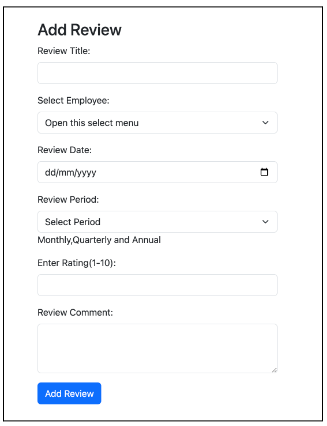 Add Review
Review Title:
Select Employee:
Open this select menu
Review Date:
dd/mm/yyyy
Review Period:
Select Period
Monthly,Quarterly and Annual
Enter Rating(1-10):
Review Comment:
Add Review